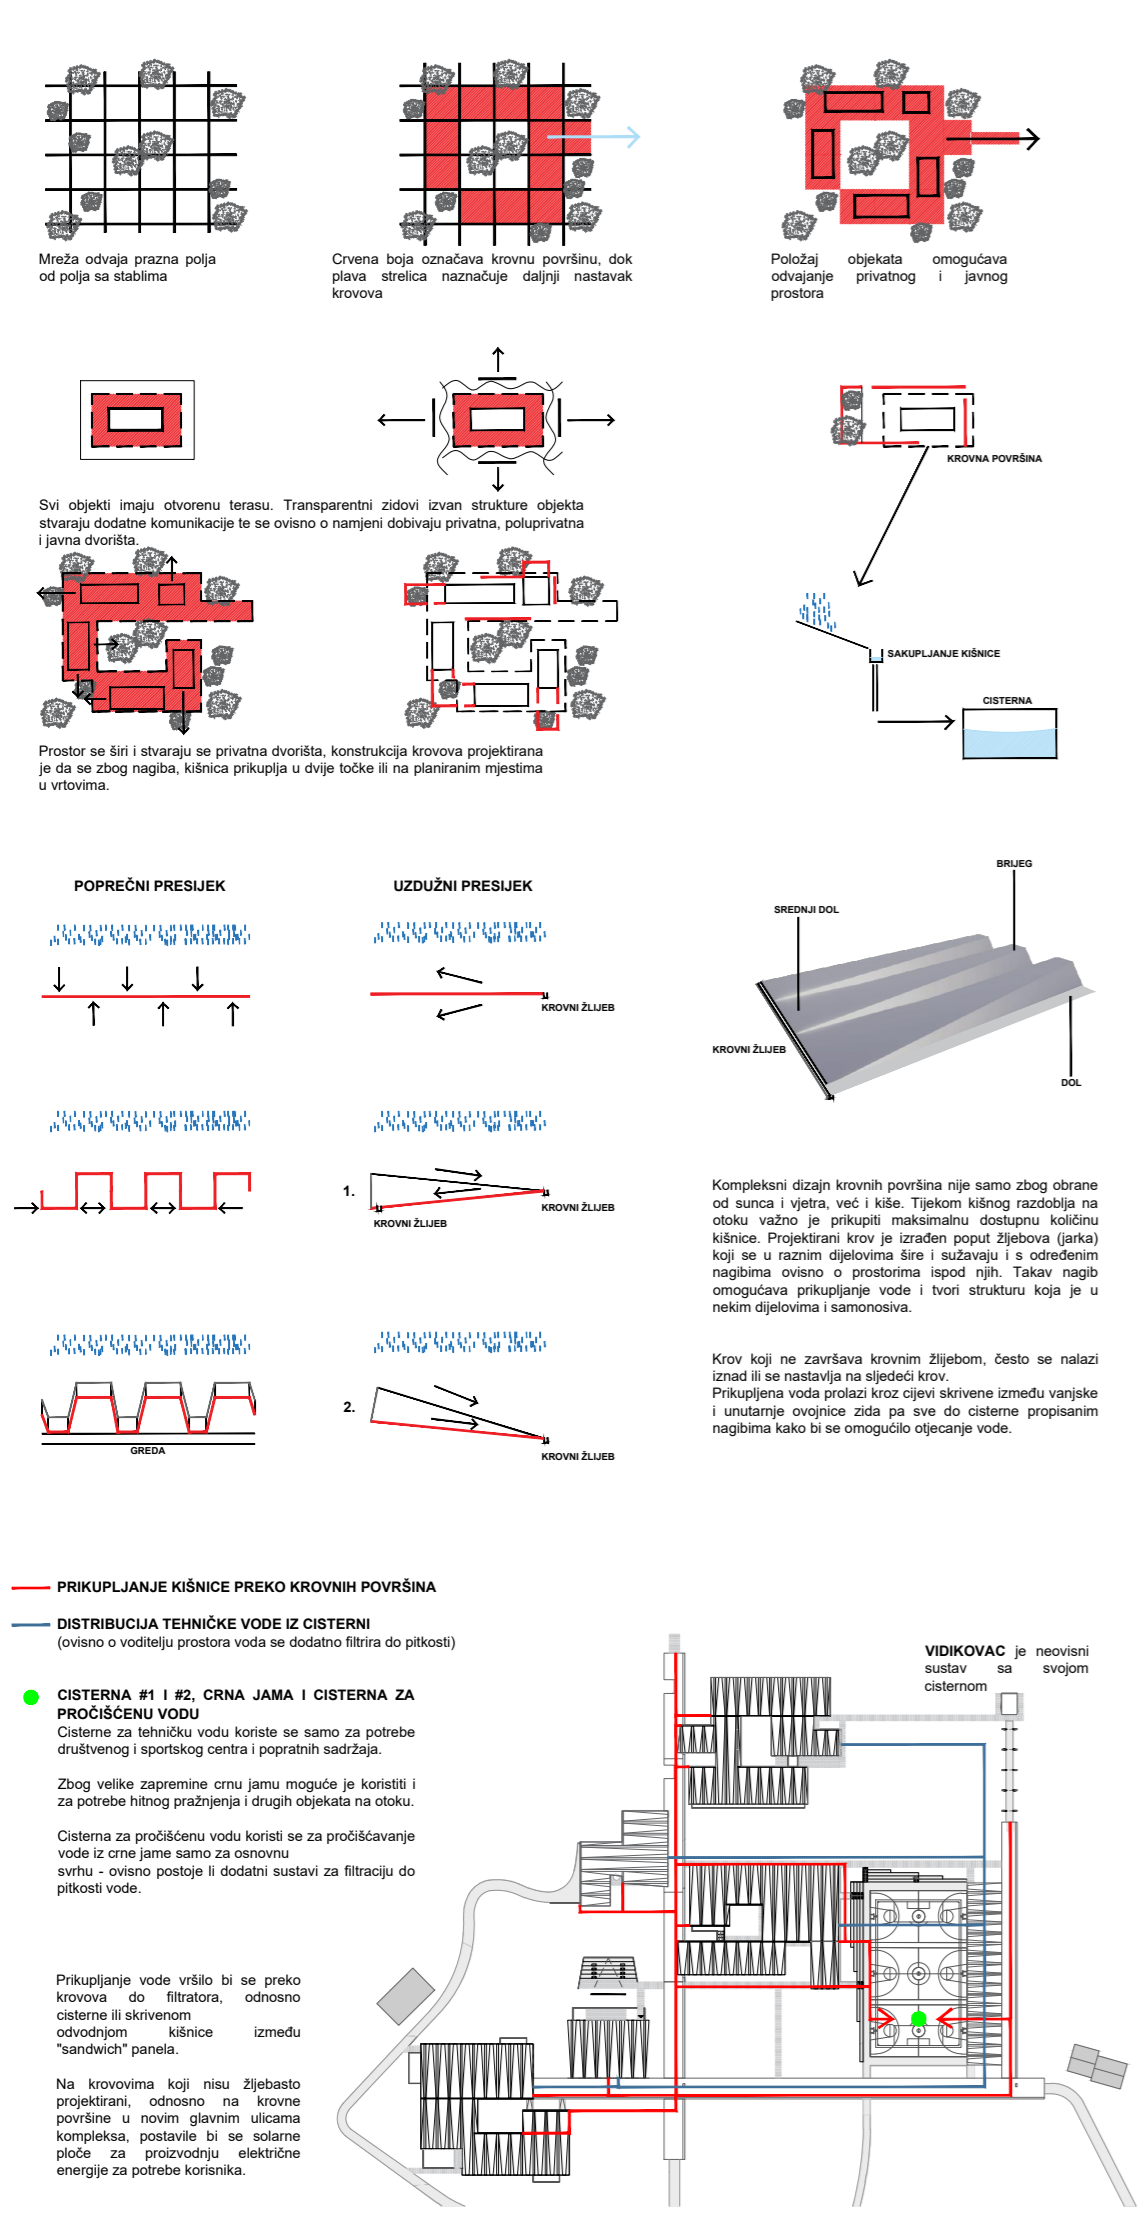 Mreža odvaja prazna polja
od polja sa stablima
Crvena boja označava krovnu površinu, dok
plava strelica naznačuje daljnji nastavak
krovova
Položaj objekata omogućava
odvajanje privatnog i javnog
prostora
KROVNA POVRŠINA
Svi objekti imaju otvorenu terasu. Transparentni zidovi izvan strukture objekta
stvaraju dodatne komunikacije te se ovisno o namjeni dobivaju privatna, poluprivatna
i javna dvorišta.
SAKUPLJANJE KIŠNICE
CISTERNA
Prostor se širi i stvaraju se privatna dvorišta, konstrukcija krovova projektirana
je da se zbog nagiba, kišnica prikuplja u dvije točke ili na planiranim mjestima
u vrtovima.
POPREČNI PRESIJEK
UZDUŽNI PRESIJEK
KROVNI ŽLIJEB
1.
KROVNI ŽLIJEB
KROVNI ŽLIJEB
2.
KROVNI ŽLIJEB
GREDA
BRIJEG
SREDNJI DOL
KROVNI ŽLIJEB
DOL
Kompleksni dizajn krovnih površina nije samo zbog obrane
od sunca i vjetra, već i kiše. Tijekom kišnog razdoblja na
otoku važno je prikupiti maksimalnu dostupnu količinu
kišnice. Projektirani krov je izrađen poput žljebova (jarka)
koji se u raznim dijelovima šire i sužavaju i s određenim
nagibima ovisno o prostorima ispod njih. Takav nagib
omogućava prikupljanje vode i tvori strukturu koja je u
nekim dijelovima i samonosiva.
Krov koji ne završava krovnim žlijebom, često se nalazi
iznad ili se nastavlja na sljedeći krov.
Prikupljena voda prolazi kroz cijevi skrivene između vanjske
i unutarnje ovojnice zida pa sve do cisterne propisanim
nagibima kako bi se omogućilo otjecanje vode.
PRIKUPLJANJE KIŠNICE PREKO KROVNIH POVRŠINA
DISTRIBUCIJA TEHNIČKE VODE IZ CISTERNI
(ovisno o voditelju prostora voda se dodatno filtrira do pitkosti)
CISTERNA #1 I #2, CRNA JAMA I CISTERNA ZA
PROČIŠĆENU VODU
Cisterne za tehničku vodu koriste se samo za potrebe
društvenog i sportskog centra i popratnih sadržaja.
Zbog velike zapremine crnu jamu moguće je koristiti i
za potrebe hitnog pražnjenja i drugih objekata na otoku.
Cisterna za pročišćenu vodu koristi se za pročišćavanje
vode iz crne jame samo za osnovnu
svrhu - ovisno postoje li dodatni sustavi za filtraciju do
pitkosti vode.
VIDIKOVAC je neovisni
sustav sa svojom
cisternom
Prikupljanje vode vršilo bi se preko
krovova do filtratora, odnosno
cisterne ili skrivenom
odvodnjom kišnice između
"sandwich" panela.
Na krovovima koji nisu žljebasto
projektirani, odnosno na krovne
površine u novim glavnim ulicama
kompleksa, postavile bi se solarne
ploče za proizvodnju električne
energije za potrebe korisnika.